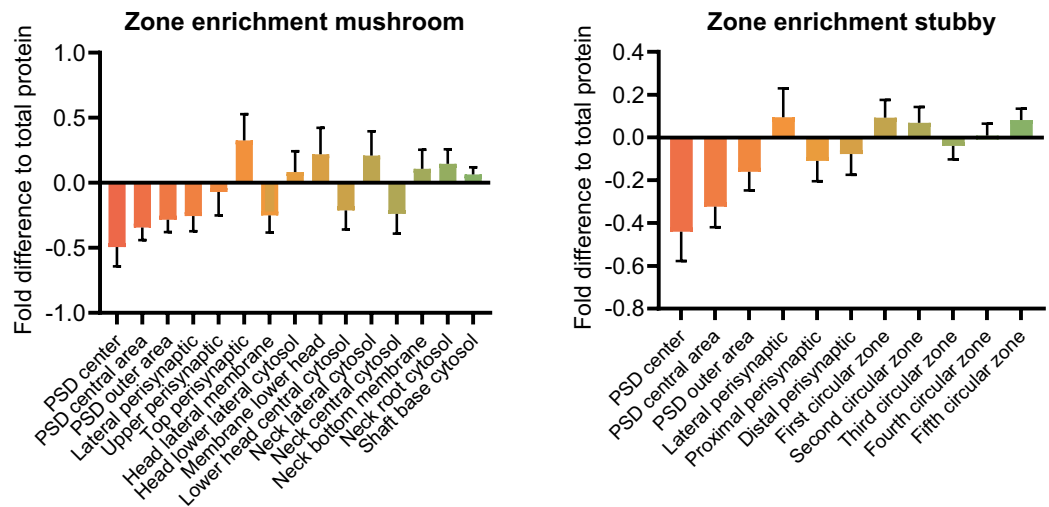 Zone enrichment mushroom
Fold difference to total protein
1.0
0.5
0.0
-0.5
-1.0
PSD center
PSD central area
PSD outer area
Lateral perisynaptic
Upper perisynaptic
Top perisynaptic
Head lateral membrane
Head lower lateral cytosol
Membrane lower head
Lower head central cytosol
Neck lateral cytosol
Neck central cytosol
Neck bottom membrane
Neck root cytosol
Shaft base cytosol
Zone enrichment stubby
Fold difference to total protein
0.4
0.2
0.0
-0.2
-0.4
-0.6
-0.8
PSD center
PSD central area
PSD outer area
Lateral perisynaptic
Proximal perisynaptic
Distal perisynaptic
First circular zone
Second circular zone
Third circular zone
Fourth circular zone
Fifth circular zone